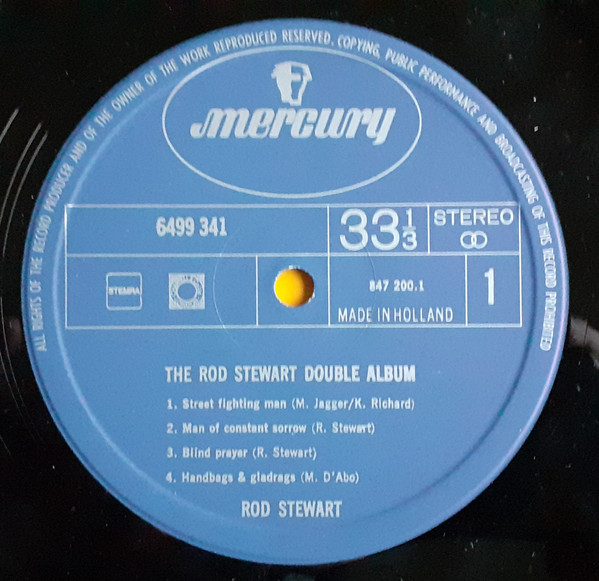 ALL RIGHTS OF THE RECORD PRODUCER AND OF THE OWNER OF THE WORK REPRODUCED RESERVED. COPYING, PUBLIC PERFORMANCE AND BROADCASTING OF THIS RECORD PROHIBITED
mercury
6499 341
33 1/3
STEREO
STEMRA
847 200.1
MADE IN HOLLAND
1
THE ROD STEWART DOUBLE ALBUM
1. Street fighting man (M. Jagger/K. Richard)
2. Man of constant sorrow (R. Stewart)
3. Blind prayer (R. Stewart)
4. Handbags & gladrags (M. D'Abo)
ROD STEWART